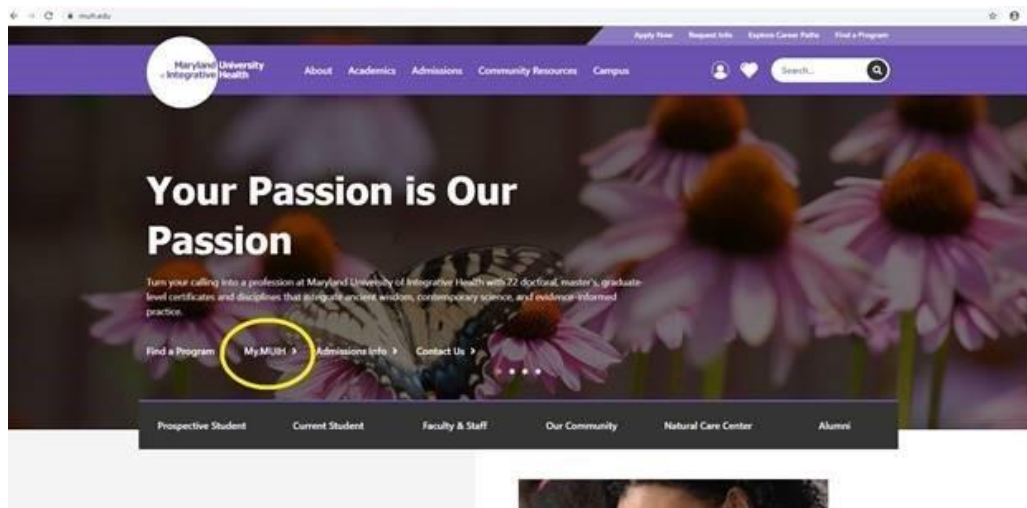 muih.edu
Apply Now Request Info Explore Career Paths Find a Program
Maryland University
of Integrative Health
About Academics Admissions Community Resources Campus
Search...
Your Passion is Our
Passion
Turn your calling into a profession at Maryland University of Integrative Health with 22 doctoral, master's, graduate-
level certificates and disciplines that integrate ancient wisdom, contemporary science, and evidence-informed
practice.
Find a Program My.MUIH > Admissions Info > Contact Us >
Prospective Student Current Student Faculty & Staff Our Community Natural Care Center Alumni